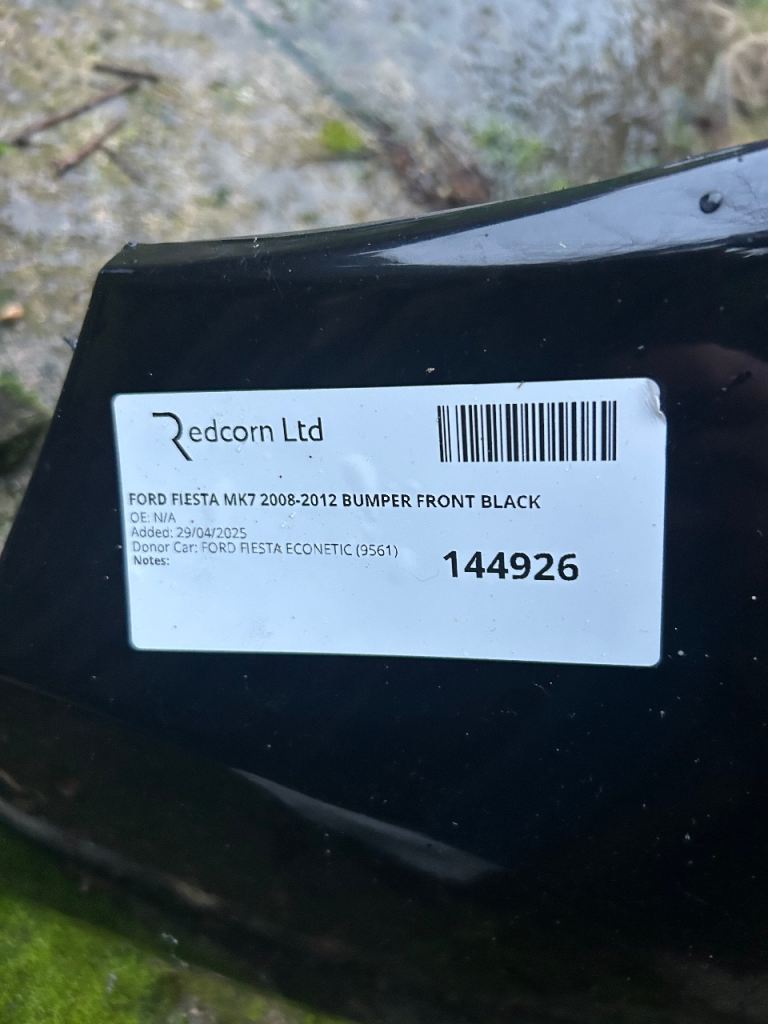 Redcorn Ltd
FORD FIESTA MK7 2008-2012 BUMPER FRONT BLACK
OE: N/A
Added: 29/04/2025
Donor Car: FORD FIESTA ECONETIC (9561)
Notes:
144926